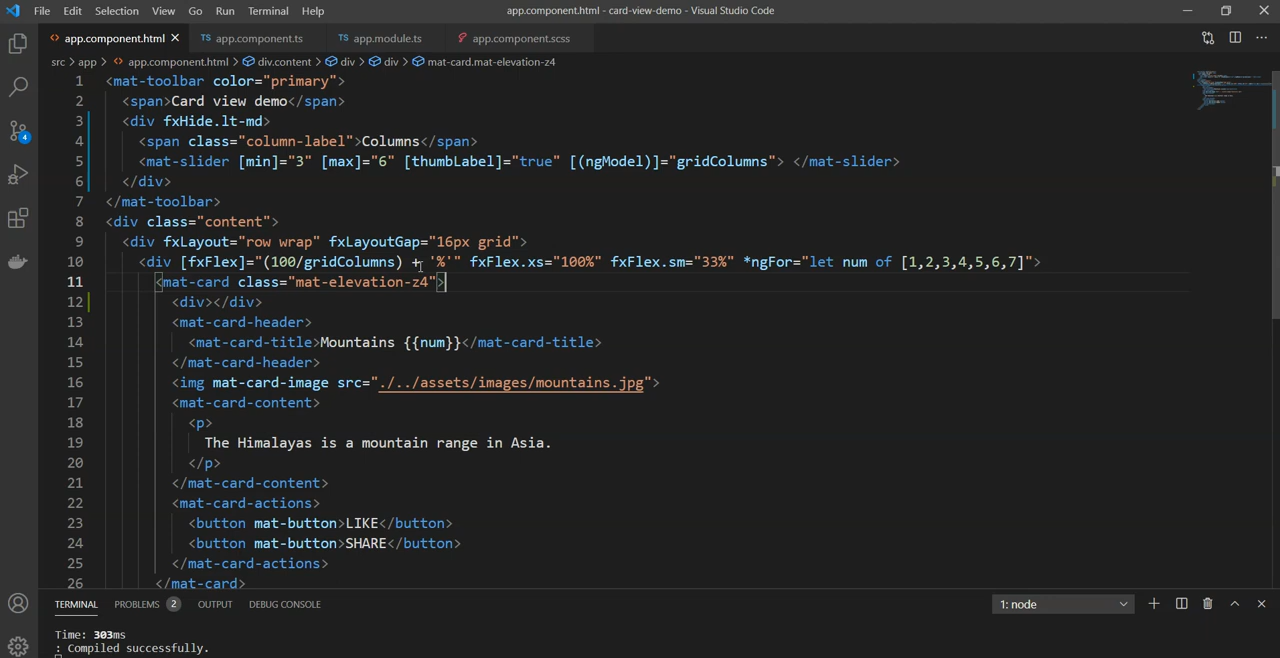 File Edit Selection View Go Run Terminal Help app.component.html - card-view-demo - Visual Studio Code
<> app.component.html × TS app.component.ts TS app.module.ts app.component.scss
src > app > <> app.component.html > div.content > div > div > mat-card.mat-elevation-z4
1 <mat-toolbar color="primary">
2 <span>Card view demo</span>
3 <div fxHide.lt-md>
4 <span class="column-label">Columns</span>
5 <mat-slider [min]="3" [max]="6" [thumbLabel]="true" [(ngModel)]="gridColumns"> </mat-slider>
6 </div>
7 </mat-toolbar>
8 <div class="content">
9 <div fxLayout="row wrap" fxLayoutGap="16px grid">
10 <div [fxFlex]="(100/gridColumns) + '%'" fxFlex.xs="100%" fxFlex.sm="33%" *ngFor="let num of [1,2,3,4,5,6,7]">
11 <mat-card class="mat-elevation-z4">
12 <div></div>
13 <mat-card-header>
14 <mat-card-title>Mountains {{num}}</mat-card-title>
15 </mat-card-header>
16 <img mat-card-image src="./../assets/images/mountains.jpg">
17 <mat-card-content>
18 <p>
19 The Himalayas is a mountain range in Asia.
20 </p>
21 </mat-card-content>
22 <mat-card-actions>
23 <button mat-button>LIKE</button>
24 <button mat-button>SHARE</button>
25 </mat-card-actions>
26 </mat-card>
4
TERMINAL PROBLEMS 2 OUTPUT DEBUG CONSOLE 1: node
Time: 303ms
: Compiled successfully.